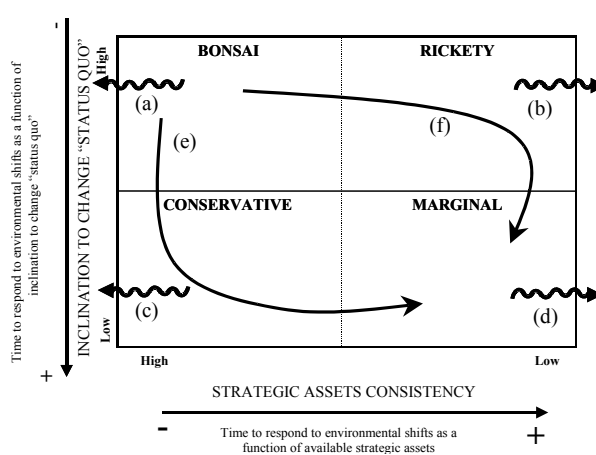 -
Time to respond to environmental shifts as a function of
inclination to change “status quo”
+
INCLINATION TO CHANGE “STATUS QUO”
High
Low
BONSAI
RICKETY
(a)
(b)
(e)
(f)
CONSERVATIVE
MARGINAL
(c)
(d)
High
Low
STRATEGIC ASSETS CONSISTENCY
-
Time to respond to environmental shifts as a
function of available strategic assets
+